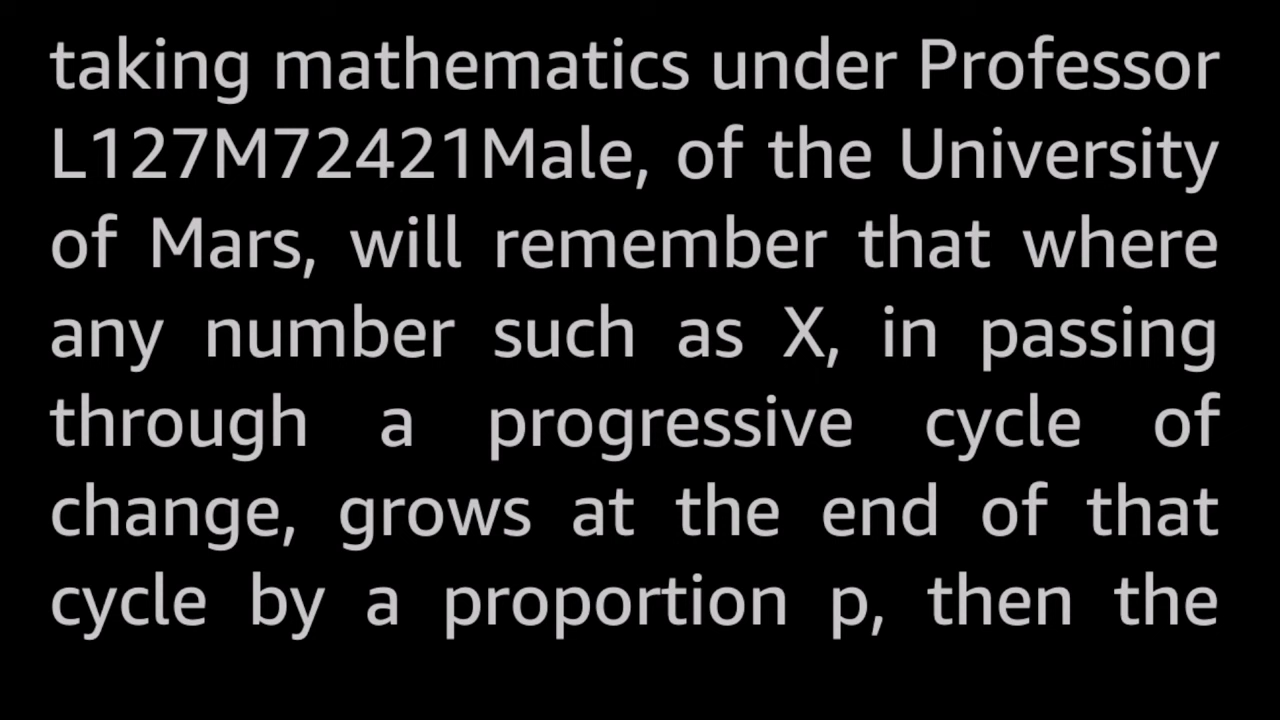 taking mathematics under Professor
L127M72421Male, of the University
of Mars, will remember that where
any number such as X, in passing
through a progressive cycle of
change, grows at the end of that
cycle by a proportion p, then the